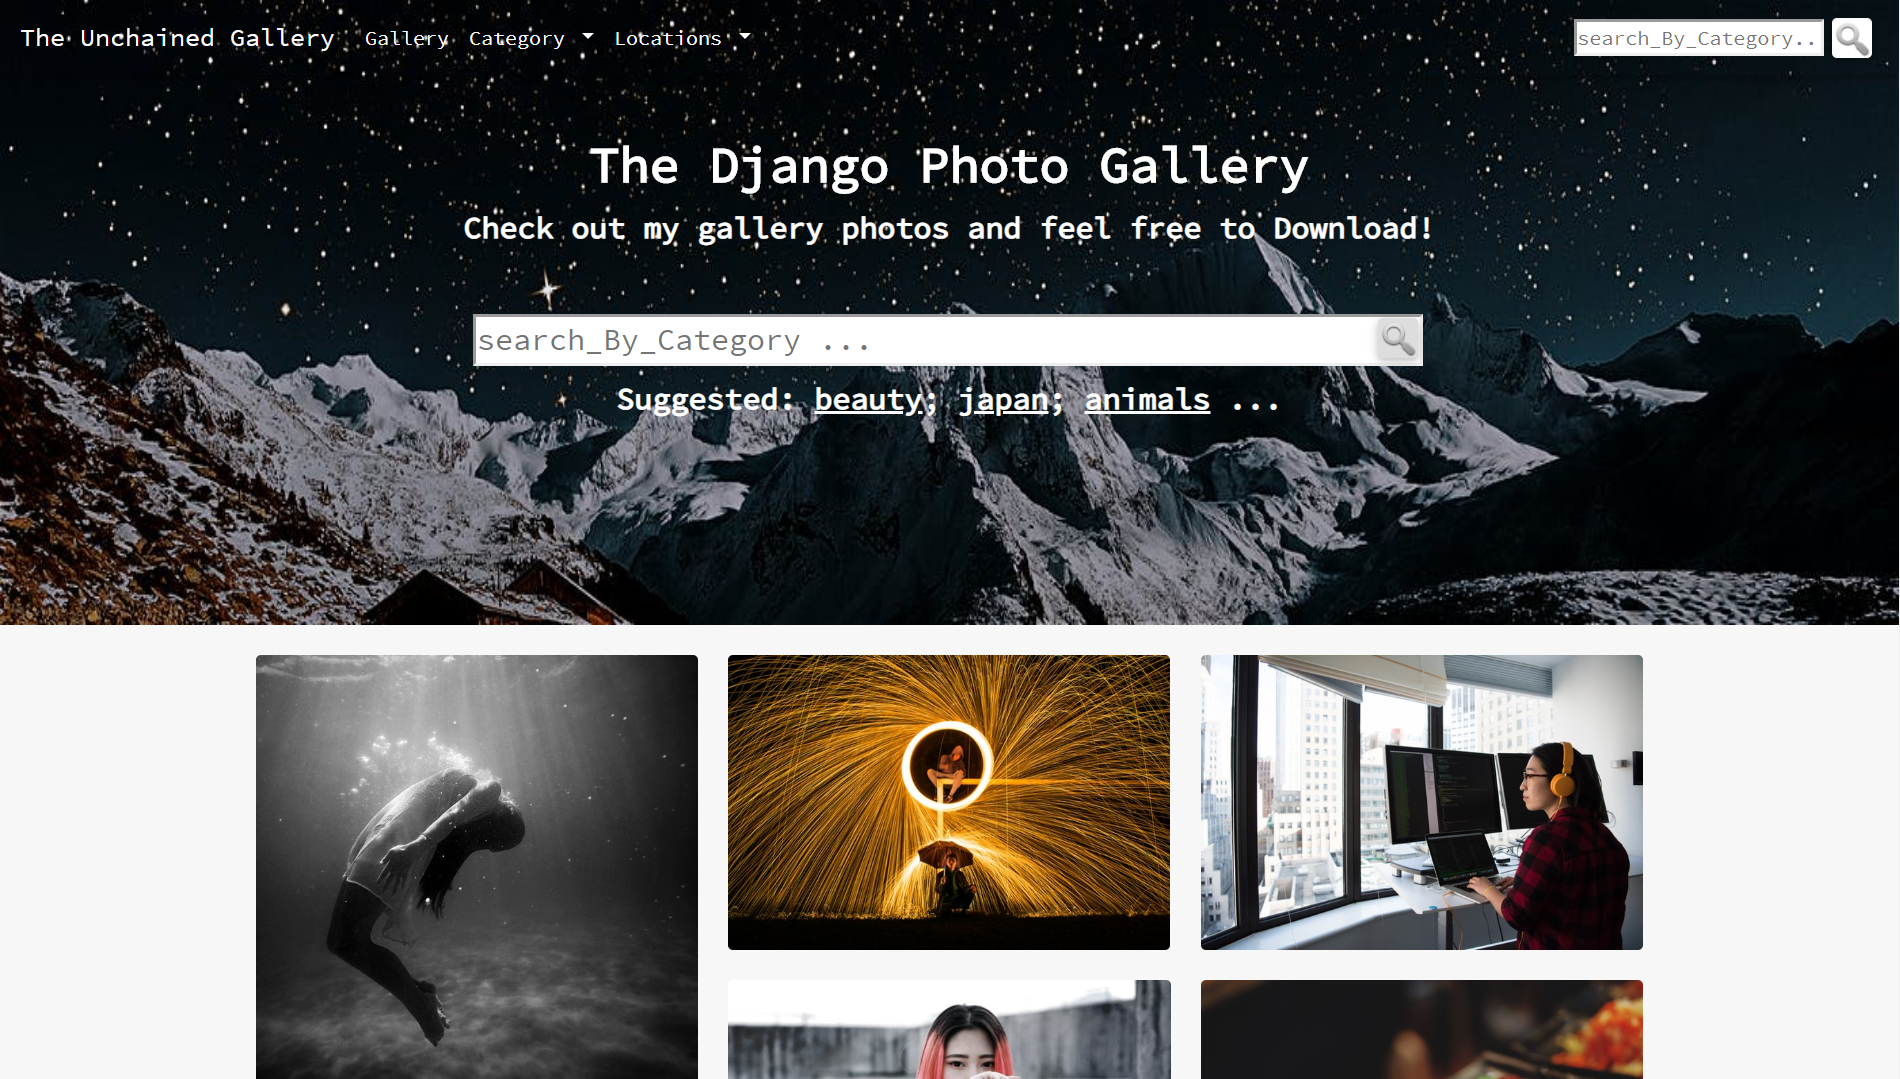 The Unchained Gallery Gallery Category Locations search_By_Category..
The Django Photo Gallery
Check out my gallery photos and feel free to Download!
search_By_Category ...
Suggested: beauty; japan; animals ...